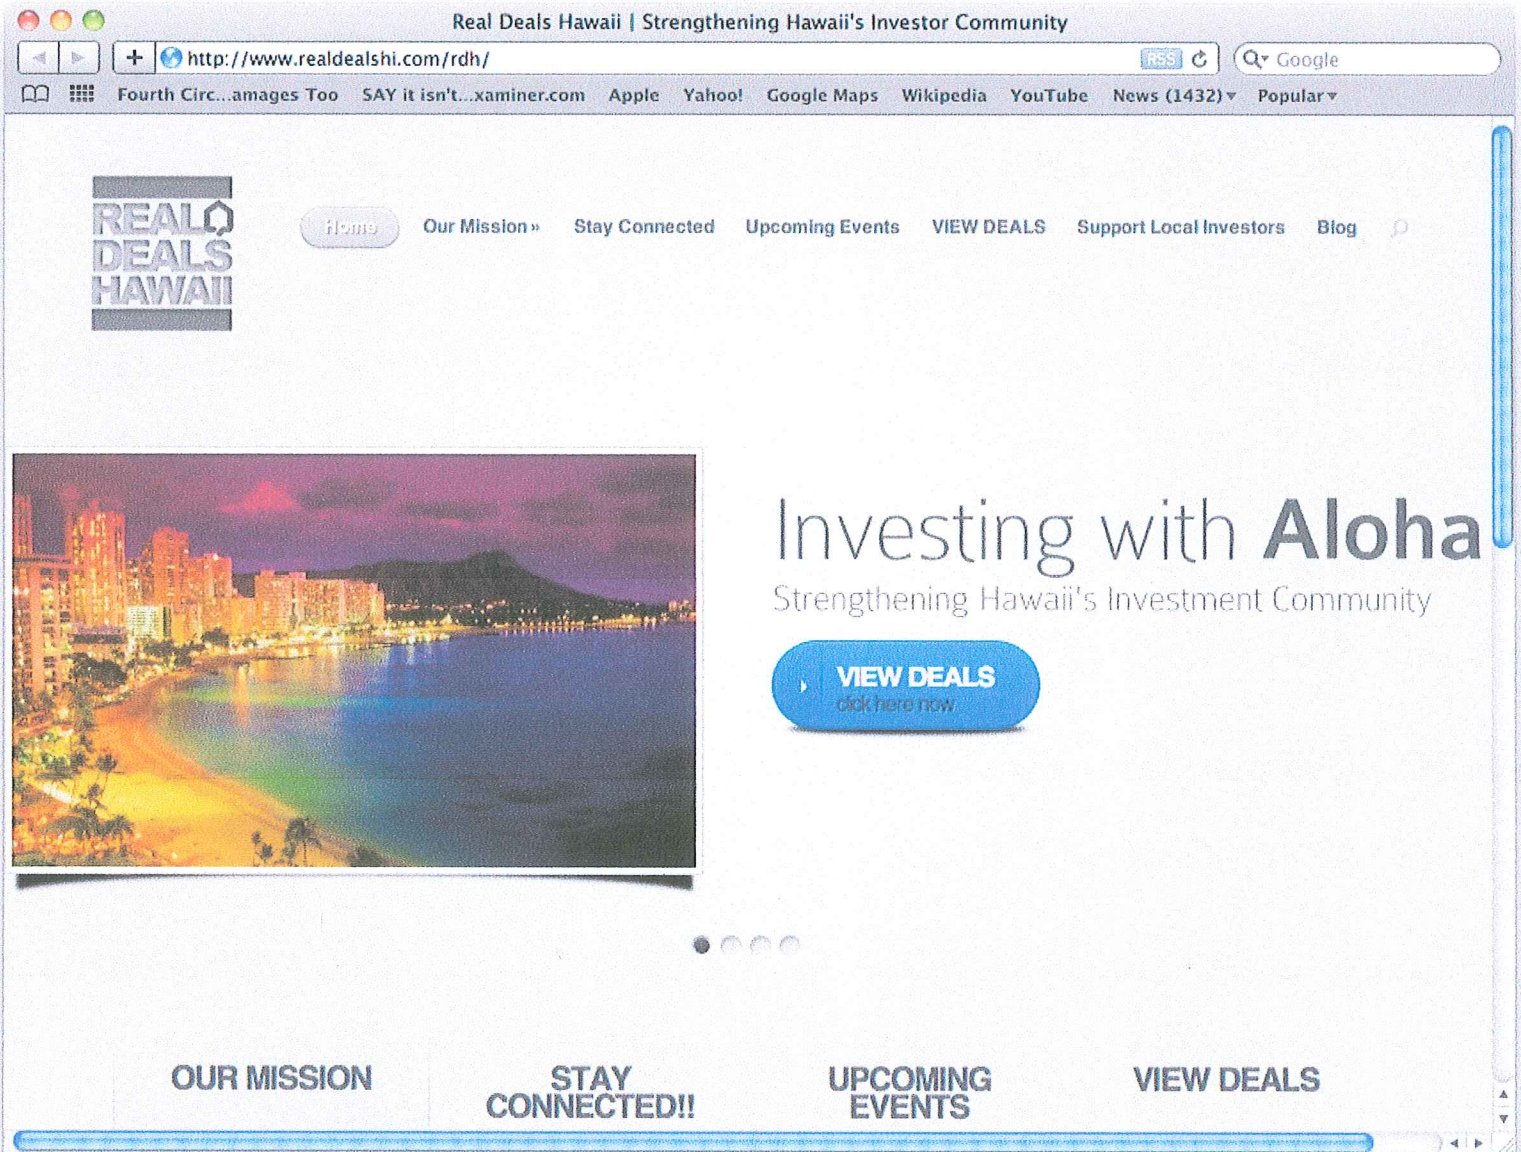 Real Deals Hawaii | Strengthening Hawaii's Investor Community
http://www.realdealshi.com/rdh/ RSS Google
Fourth Circ...amages Too SAY it isn't...xaminer.com Apple Yahoo! Google Maps Wikipedia YouTube News (1432) Popular
REAL
DEALS
HAWAII
Home Our Mission » Stay Connected Upcoming Events VIEW DEALS Support Local Investors Blog
Investing with Aloha
Strengthening Hawaii's Investment Community
VIEW DEALS
click here now
OUR MISSION
STAY
CONNECTED!!
UPCOMING
EVENTS
VIEW DEALS